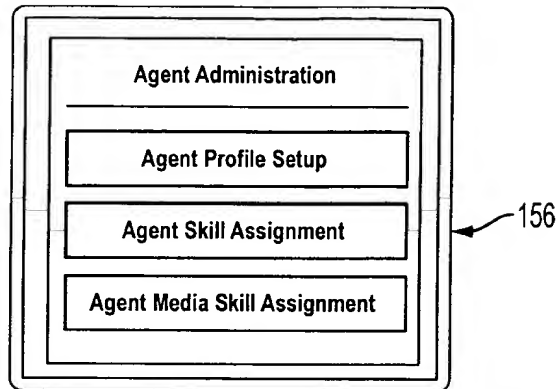 Agent Administration
Agent Profile Setup
Agent Skill Assignment
156
Agent Media Skill Assignment